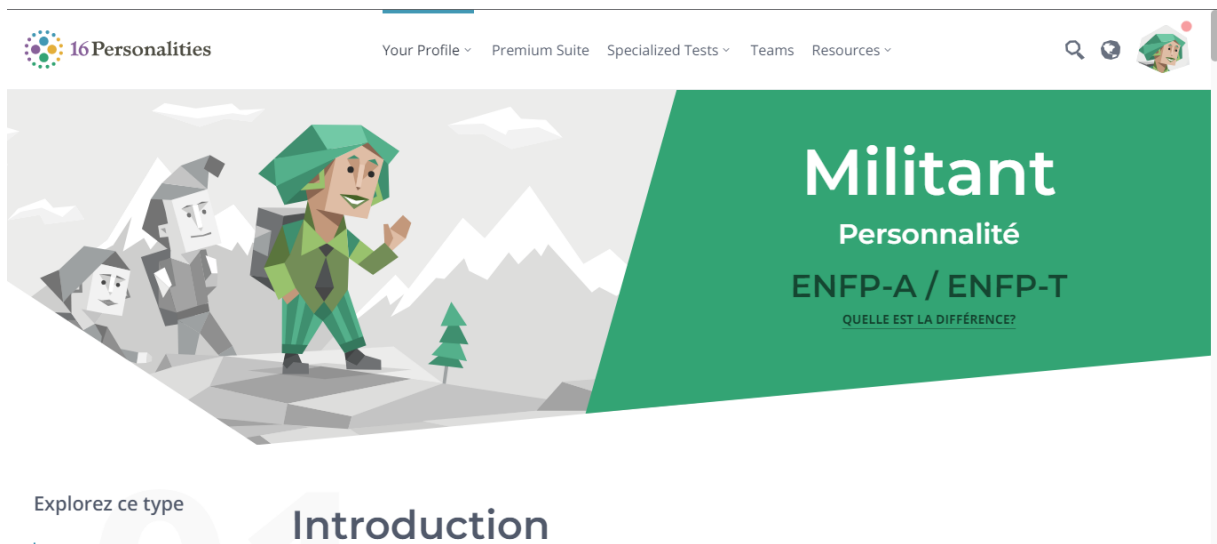 16Personalities
Your Profile Premium Suite Specialized Tests Teams Resources
Militant
Personnalité
ENFP-A / ENFP-T
QUELLE EST LA DIFFÉRENCE?
01
Explorez ce type
Introduction